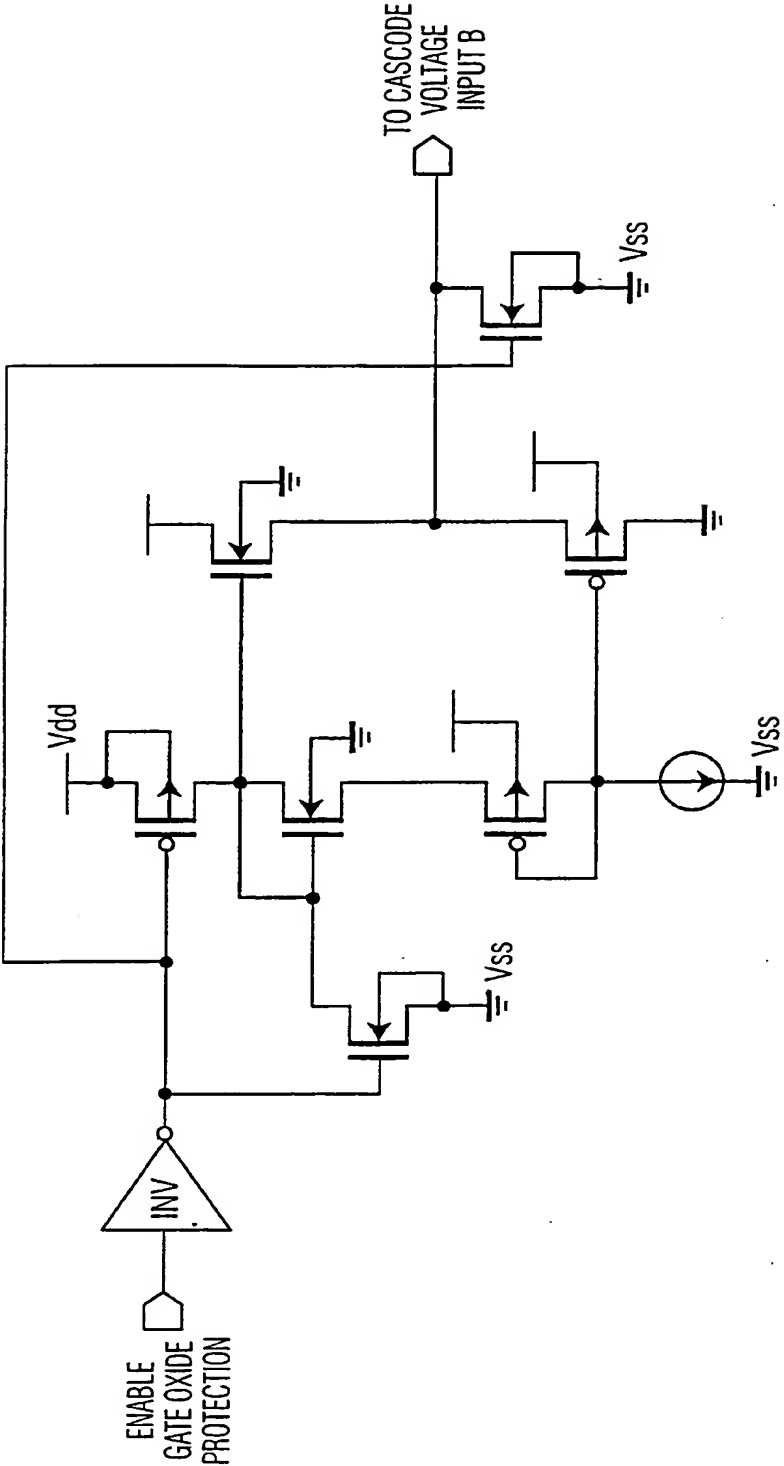 ENABLE
GATE OXIDE
PROTECTION
INV
Vdd
Vss
Vss
Vss
TO CASCODE
VOLTAGE
INPUT B